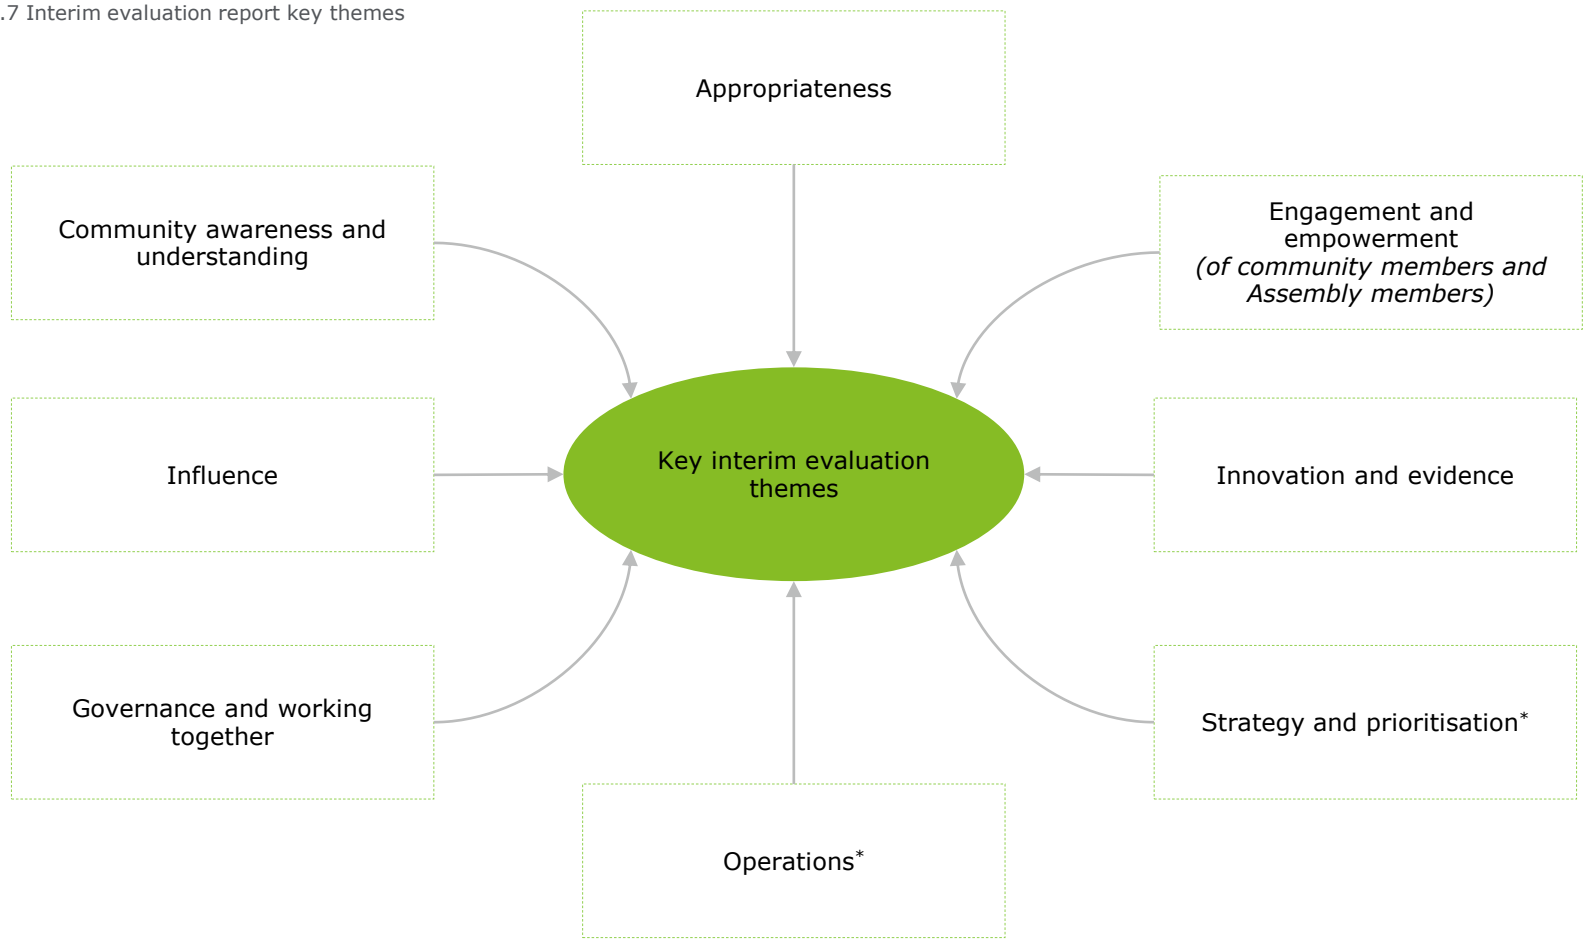 .7 Interim evaluation report key themes
Appropriateness
Community awareness and
understanding
Engagement and
empowerment
(of community members and
Assembly members)
Influence
Key interim evaluation
themes
Innovation and evidence
Governance and working
together
Strategy and prioritisation*
Operations*